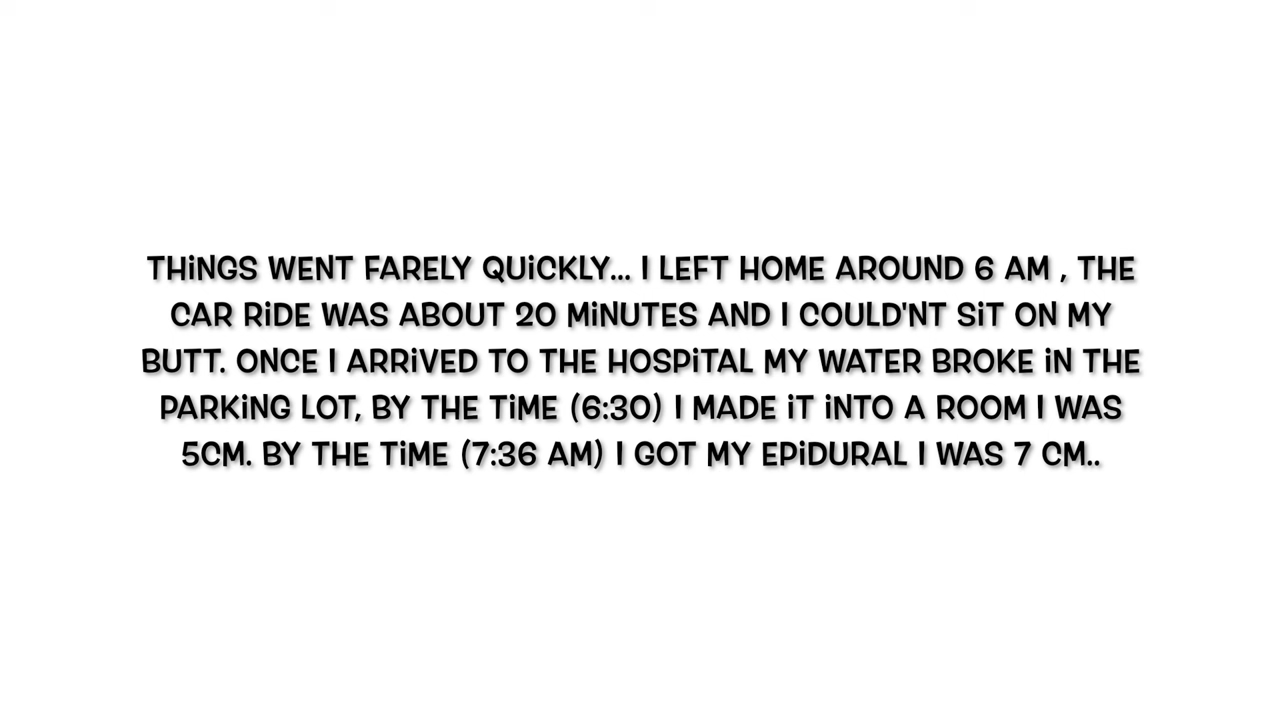 THiNGS WENT FARELY QUiCKLY... I LEFT HOME AROUND 6 AM , THE
CAR RiDE WAS ABOUT 20 MiNUTES AND I COULD'NT SiT ON MY
BUTT. ONCE I ARRiVED TO THE HOSPiTAL MY WATER BROKE iN THE
PARKiNG LOT, BY THE TiME (6:30) I MADE iT iNTO A ROOM I WAS
5CM. BY THE TiME (7:36 AM) I GOT MY EPiDURAL I WAS 7 CM..